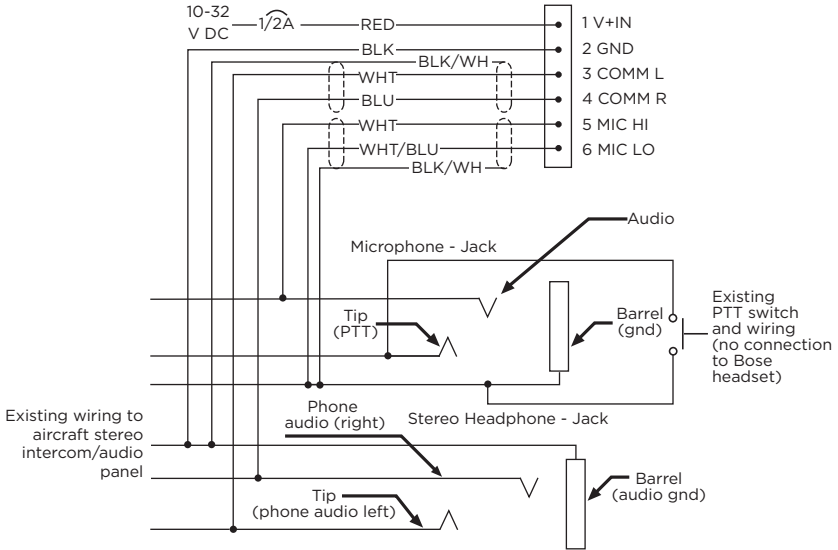 10-32
V DC
1/2A
RED
1 V+IN
BLK
2 GND
BLK/WH
WHT
3 COMM L
BLU
4 COMM R
WHT
5 MIC HI
WHT/BLU
6 MIC LO
BLK/WH
Audio
Microphone - Jack
Tip
(PTT)
Barrel
(gnd)
Existing
PTT switch
and wiring
(no connection
to Bose
headset)
Existing wiring to
aircraft stereo
intercom/audio
panel
Phone
audio (right)
Stereo Headphone - Jack
Tip
(phone audio left)
Barrel
(audio gnd)